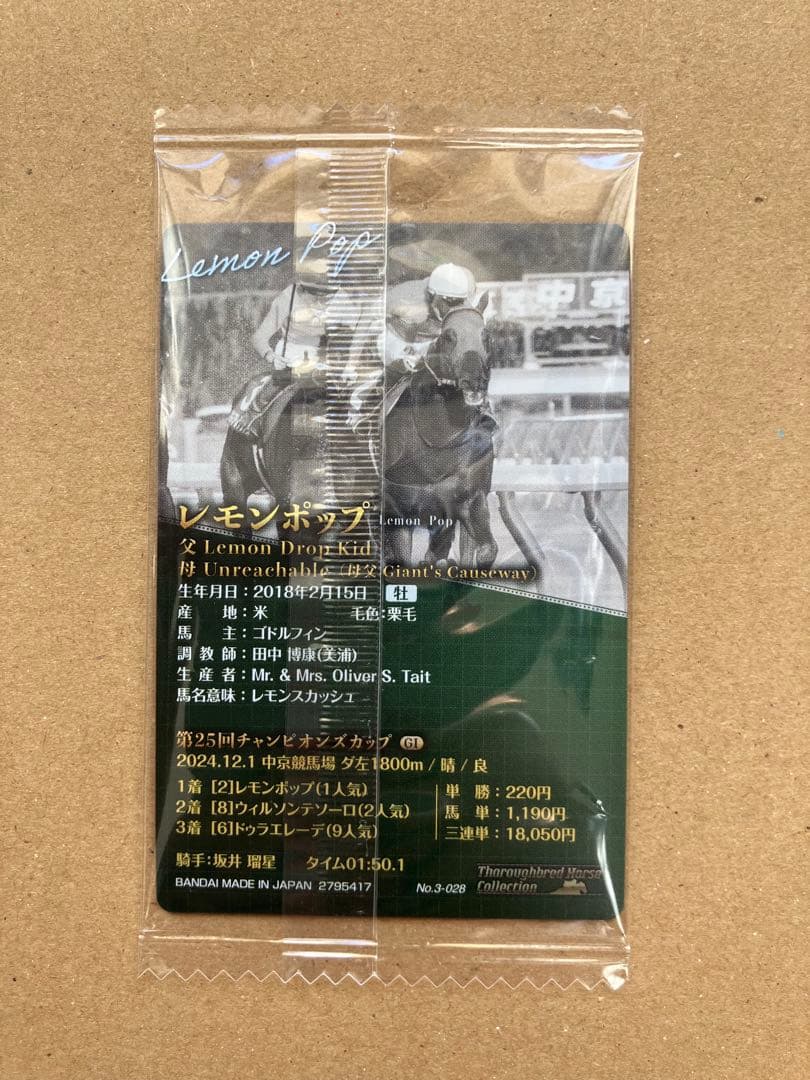 Lemon Pop
レモンポップ Lemon Pop
父 Lemon Drop Kid
母 Unreachable（母父 Giant's Causeway）
生年月日：2018年2月15日 牡
産 地：米 毛色：栗毛
馬 主：ゴドルフィン
調教師：田中 博康(美浦)
生産者：Mr. & Mrs. Oliver S. Tait
馬名意味：レモンスカッシュ
第25回チャンピオンズカップ GI
2024.12.1 中京競馬場 ダ左1800m / 晴 / 良
1着 [2]レモンポップ(1人気) 単 勝：220円
2着 [8]ウィルソンテソーロ(2人気) 馬 単：1,190円
3着 [6]ドゥラエレーデ(9人気) 三連単：18,050円
騎手：坂井 瑠星 タイム01:50.1
BANDAI MADE IN JAPAN 2795417 No.3-028
Thoroughbred Horse
Collection